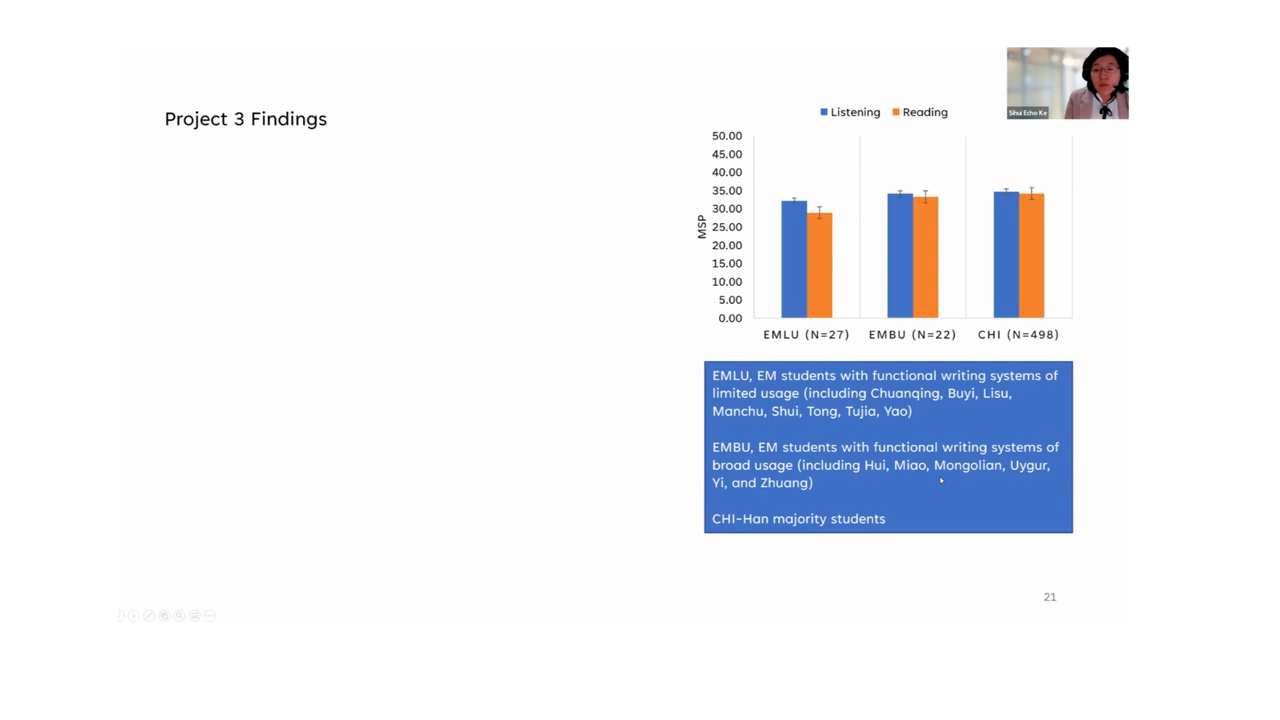 Project 3 Findings
Sihui Echo Ke
Listening Reading
50.00
45.00
40.00
35.00
30.00
25.00
20.00
15.00
10.00
5.00
0.00
MSP
EMLU (N=27) EMBU (N=22) CHI (N=498)
EMLU, EM students with functional writing systems of
limited usage (including Chuanqing, Buyi, Lisu,
Manchu, Shui, Tong, Tujia, Yao)
EMBU, EM students with functional writing systems of
broad usage (including Hui, Miao, Mongolian, Uygur,
Yi, and Zhuang)
CHI-Han majority students
21